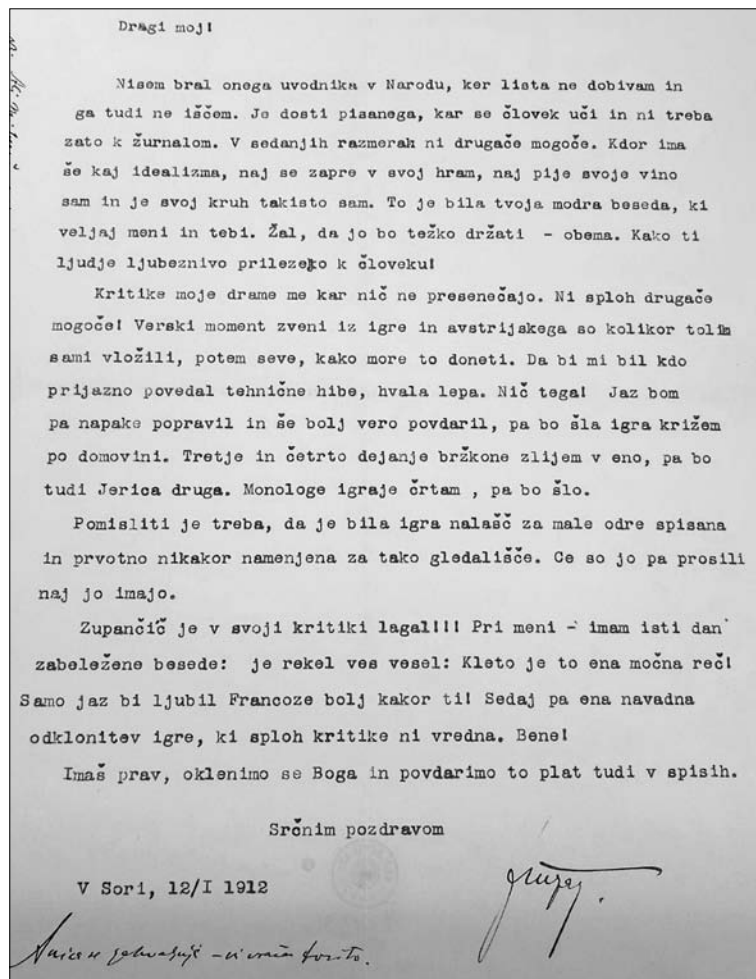 Dragi moj!
Nisem bral onega uvodnika v Narodu, ker lista ne dobivam in
ga tudi ne iščem. Je dosti pisanega, kar se človek uči in ni treba
zato k žurnalom. V sedanjih razmerah ni drugače mogoče. Kdor ima
še kaj idealizma, naj se zapre v svoj hram, naj pije svoje vino
sam in je svoj kruh takisto sam. To je bila tvoja modra beseda, ki
veljaj meni in tebi. Žal, da jo bo težko držati - obema. Kako ti
ljudje ljubeznivo prilezejo k človeku!
Kritike moje drame me kar nič ne presenečajo. Ni sploh drugače
mogoče! Verski moment zveni iz igre in avstrijskega so kolikor tolik
sami vložili, potem seve, kako more to doneti. Da bi mi bil kdo
prijazno povedal tehnične hibe, hvala lepa. Nič tega! Jaz bom
pa napake popravil in še bolj vero povdaril, pa bo šla igra križem
po domovini. Tretje in četrto dejanje bržkone zlijem v eno, pa bo
tudi Jerica druga. Monologe igraje črtam , pa bo šlo.
Pomisliti je treba, da je bila igra nalašč za male odre spisana
in prvotno nikakor namenjena za tako gledališče. Ce so jo pa prosili
naj jo imajo.
Zupančič je v svoji kritiki lagal!!!! Pri meni - imam isti dan
zabeležene besede: je rekel ves vesel: Kleto je to ena močna reč!
Samo jaz bi ljubil Francoze bolj kakor ti! Sedaj pa ena navadna
odklonitev igre, ki sploh kritike ni vredna. Bene!
Imaš prav, oklenimo se Boga in povdarimo to plat tudi v spisih.
Srčnim pozdravom
V Sori, 12/I 1912